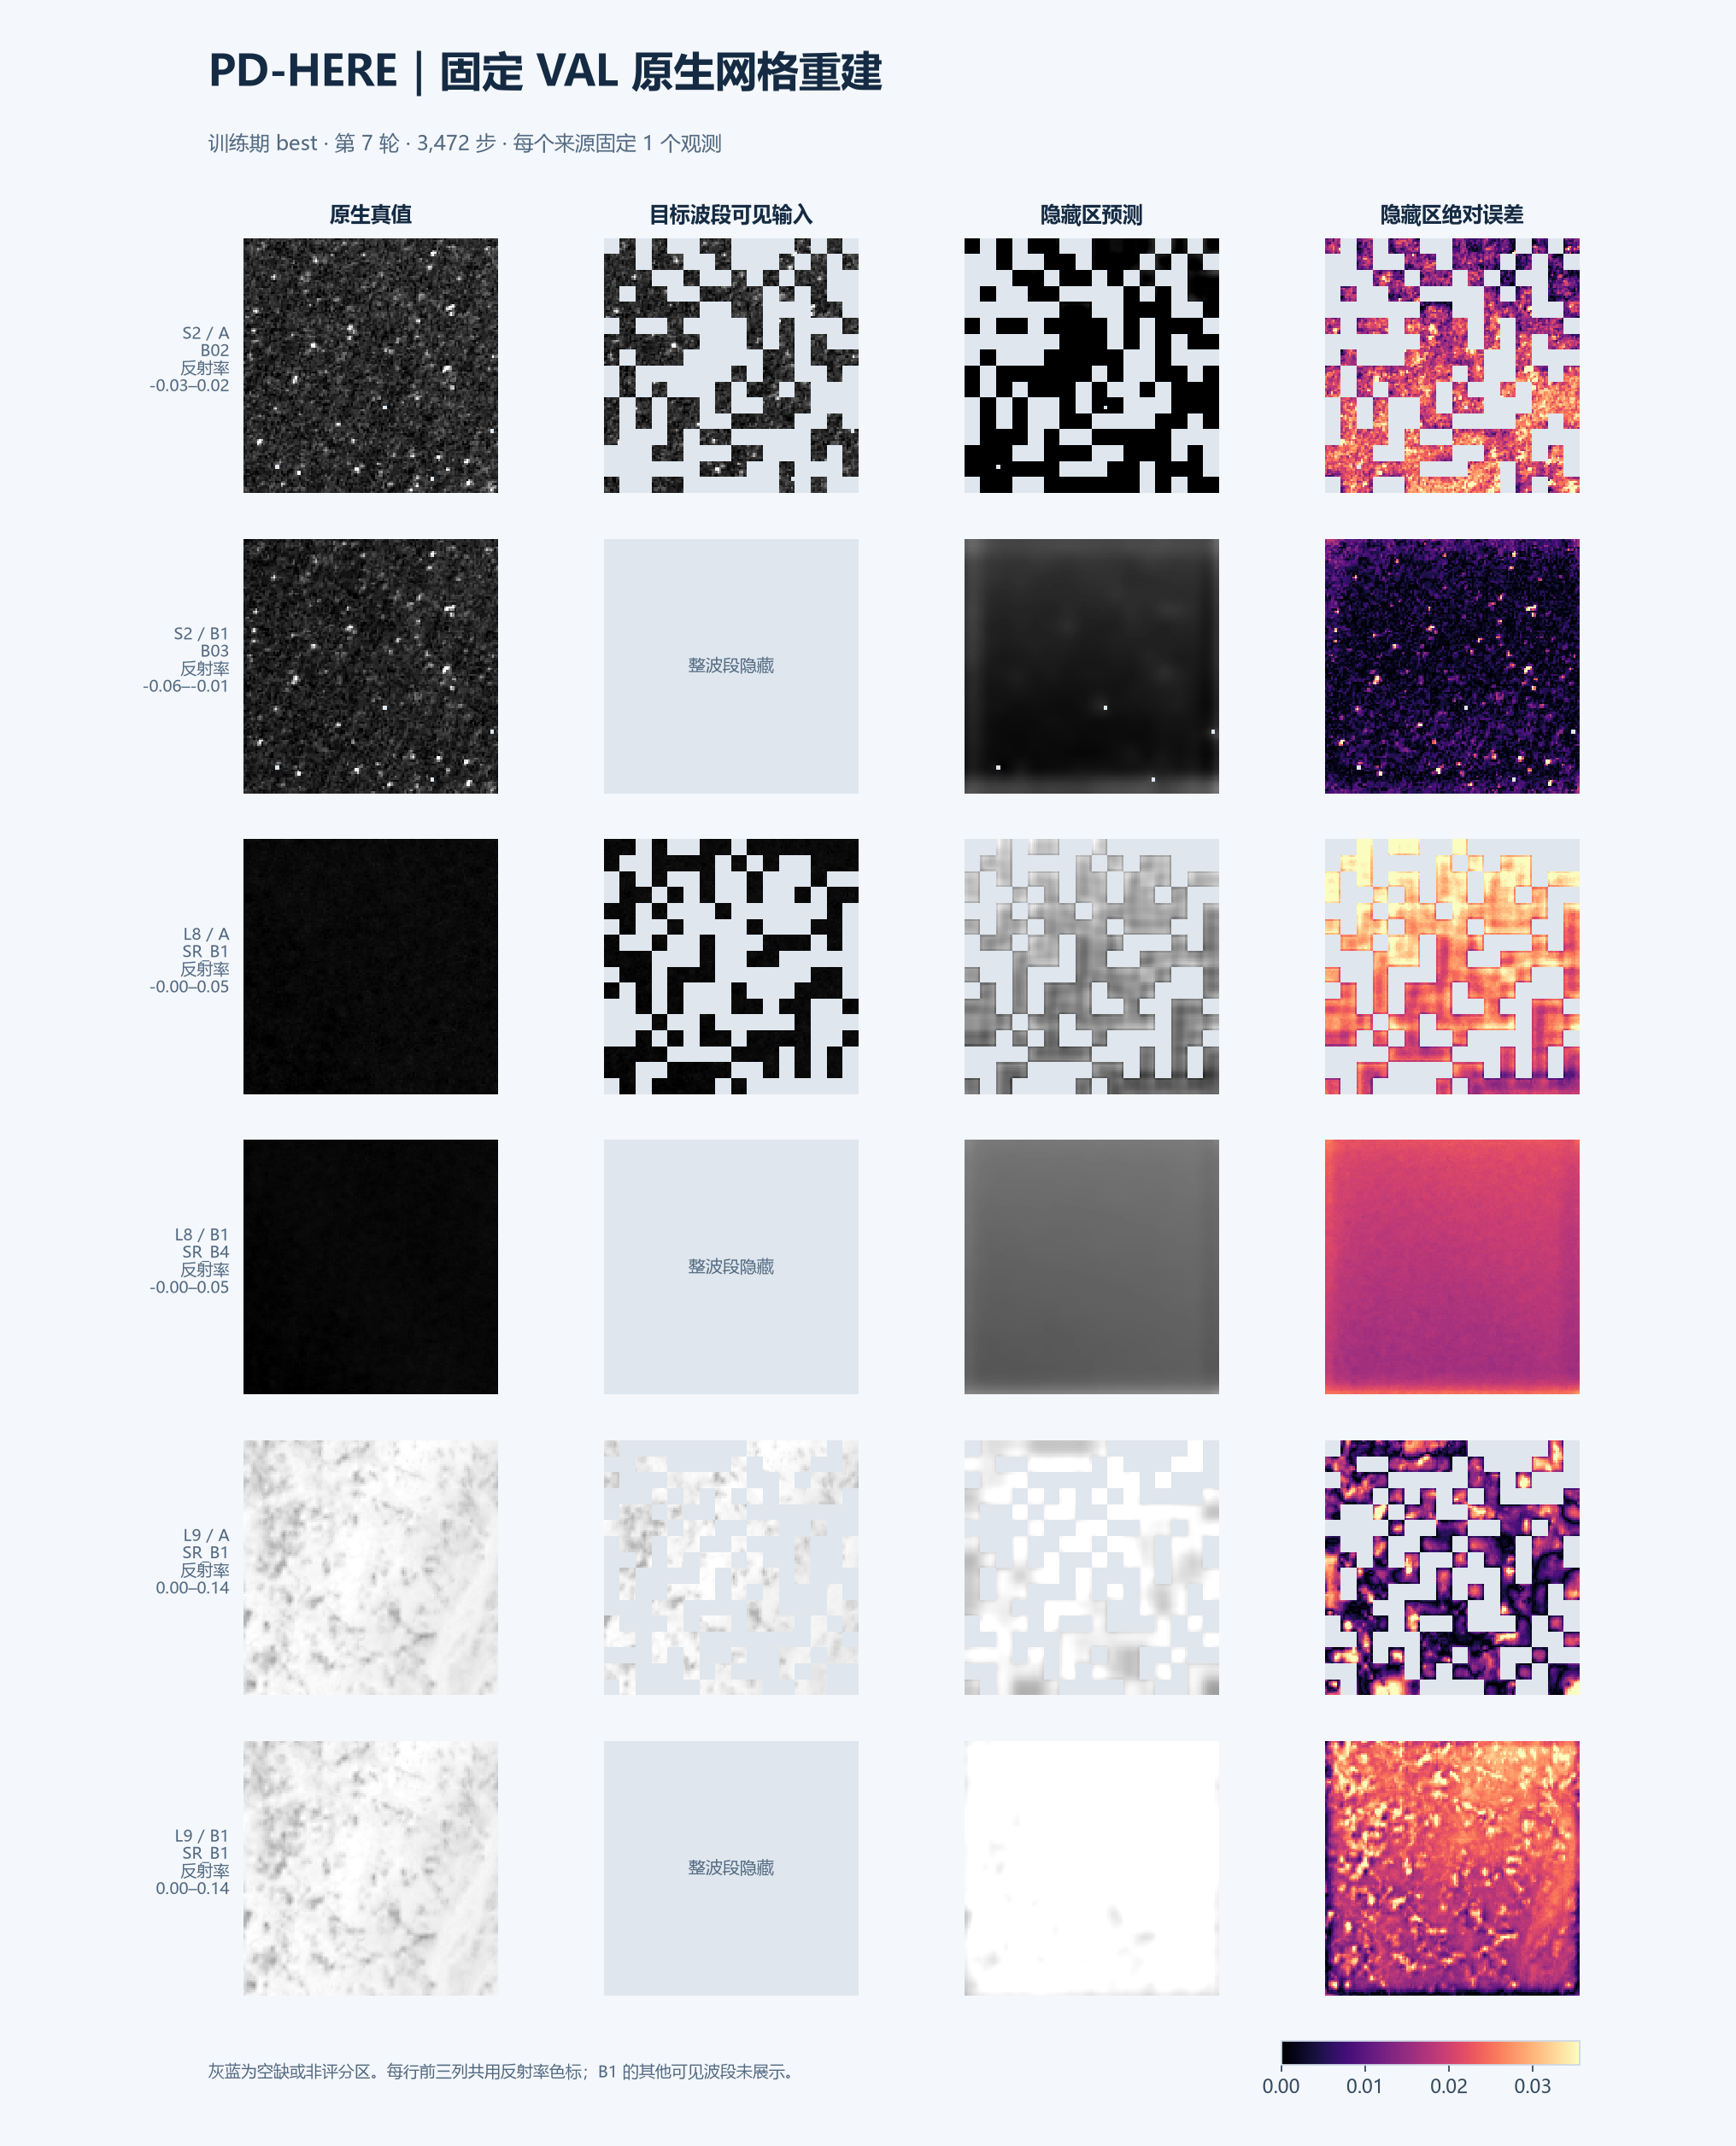 PD-HERE | 固定 VAL 原生网格重建
训练期 best · 第 7 轮 · 3,472 步 · 每个来源固定 1 个观测
原生真值
目标波段可见输入
隐藏区预测
隐藏区绝对误差
S2 / A
B02
反射率
-0.03–0.02
S2 / B1
B03
反射率
-0.06–-0.01
整波段隐藏
L8 / A
SR_B1
反射率
-0.00–0.05
L8 / B1
SR_B4
反射率
-0.00–0.05
整波段隐藏
L9 / A
SR_B1
反射率
0.00–0.14
L9 / B1
SR_B1
反射率
0.00–0.14
整波段隐藏
灰蓝为空缺或非评分区。每行前三列共用反射率色标；B1 的其他可见波段未展示。
0.00
0.01
0.02
0.03